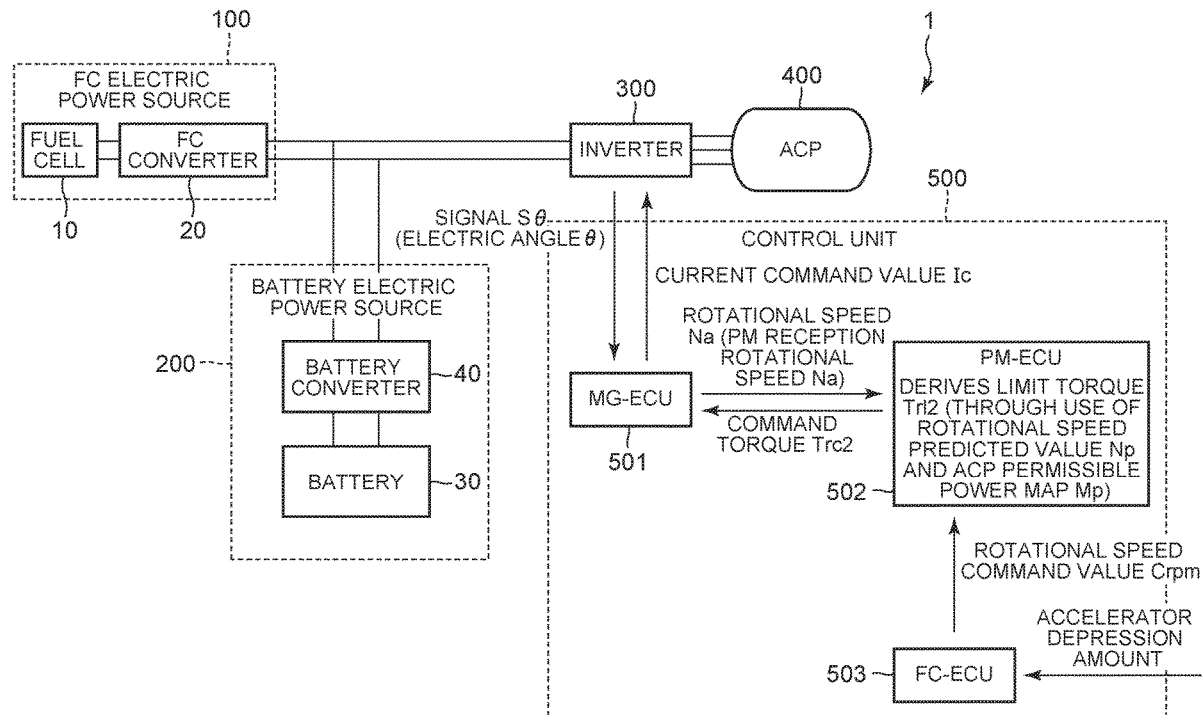 100
1
FC ELECTRIC
POWER SOURCE
FUEL
CELL
FC
CONVERTER
10
20
300
INVERTER
400
ACP
500
SIGNAL Sθ
(ELECTRIC ANGLE θ)
CONTROL UNIT
CURRENT COMMAND VALUE Ic
BATTERY ELECTRIC
POWER SOURCE
200
BATTERY
CONVERTER
40
BATTERY
30
ROTATIONAL SPEED
Na (PM RECEPTION
ROTATIONAL
SPEED Na)
MG-ECU
501
COMMAND
TORQUE Trc2
PM-ECU
DERIVES LIMIT TORQUE
Trl2 (THROUGH USE OF
ROTATIONAL SPEED
PREDICTED VALUE Np
AND ACP PERMISSIBLE
POWER MAP Mp)
502
ROTATIONAL SPEED
COMMAND VALUE Crpm
ACCELERATOR
DEPRESSION
AMOUNT
503
FC-ECU